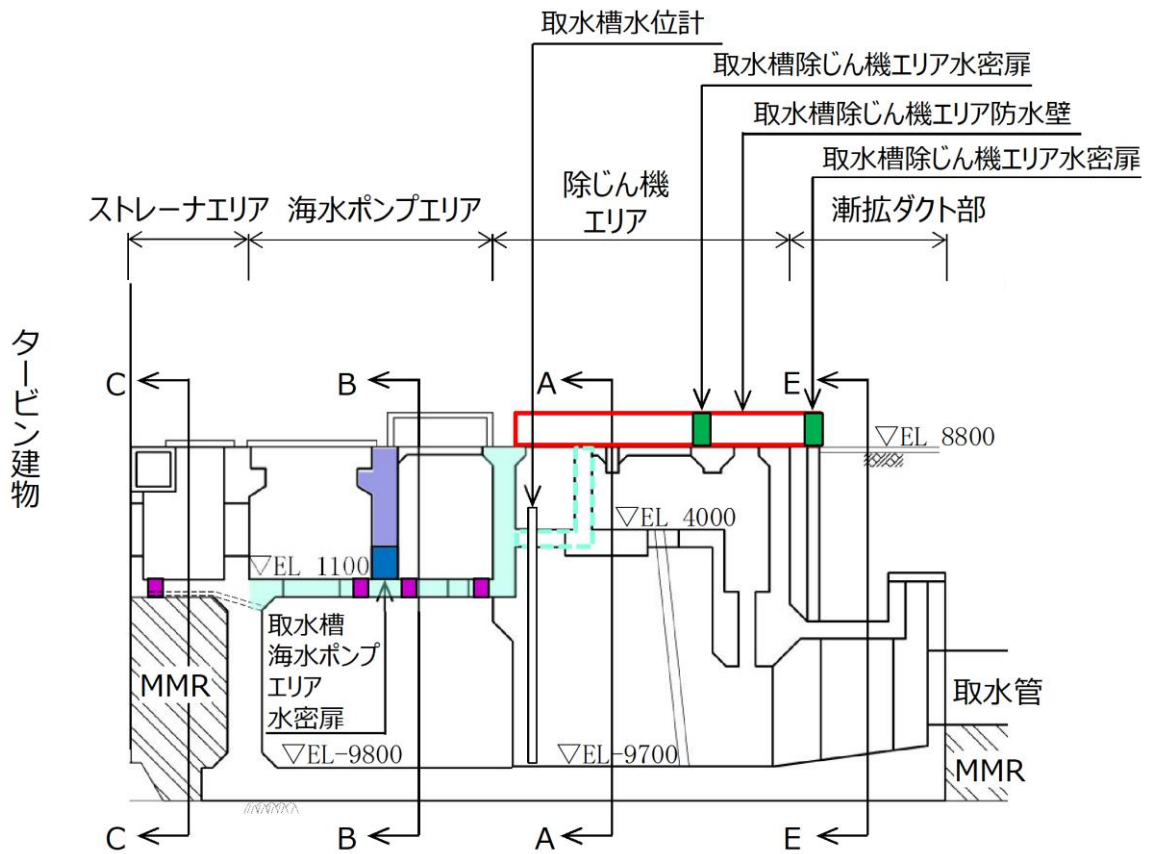 取水槽水位計
取水槽除じん機エリア水密扉
取水槽除じん機エリア防水壁
取水槽除じん機エリア水密扉
ストレーナエリア
海水ポンプエリア
除じん機
エリア
漸拡ダクト部
タービン建物
C
B
A
E
▽EL 8800
▽EL 4000
▽EL 1100
取水槽
海水ポンプ
エリア
水密扉
MMR
取水管
▽EL-9800
▽EL-9700
MMR
C
B
A
E